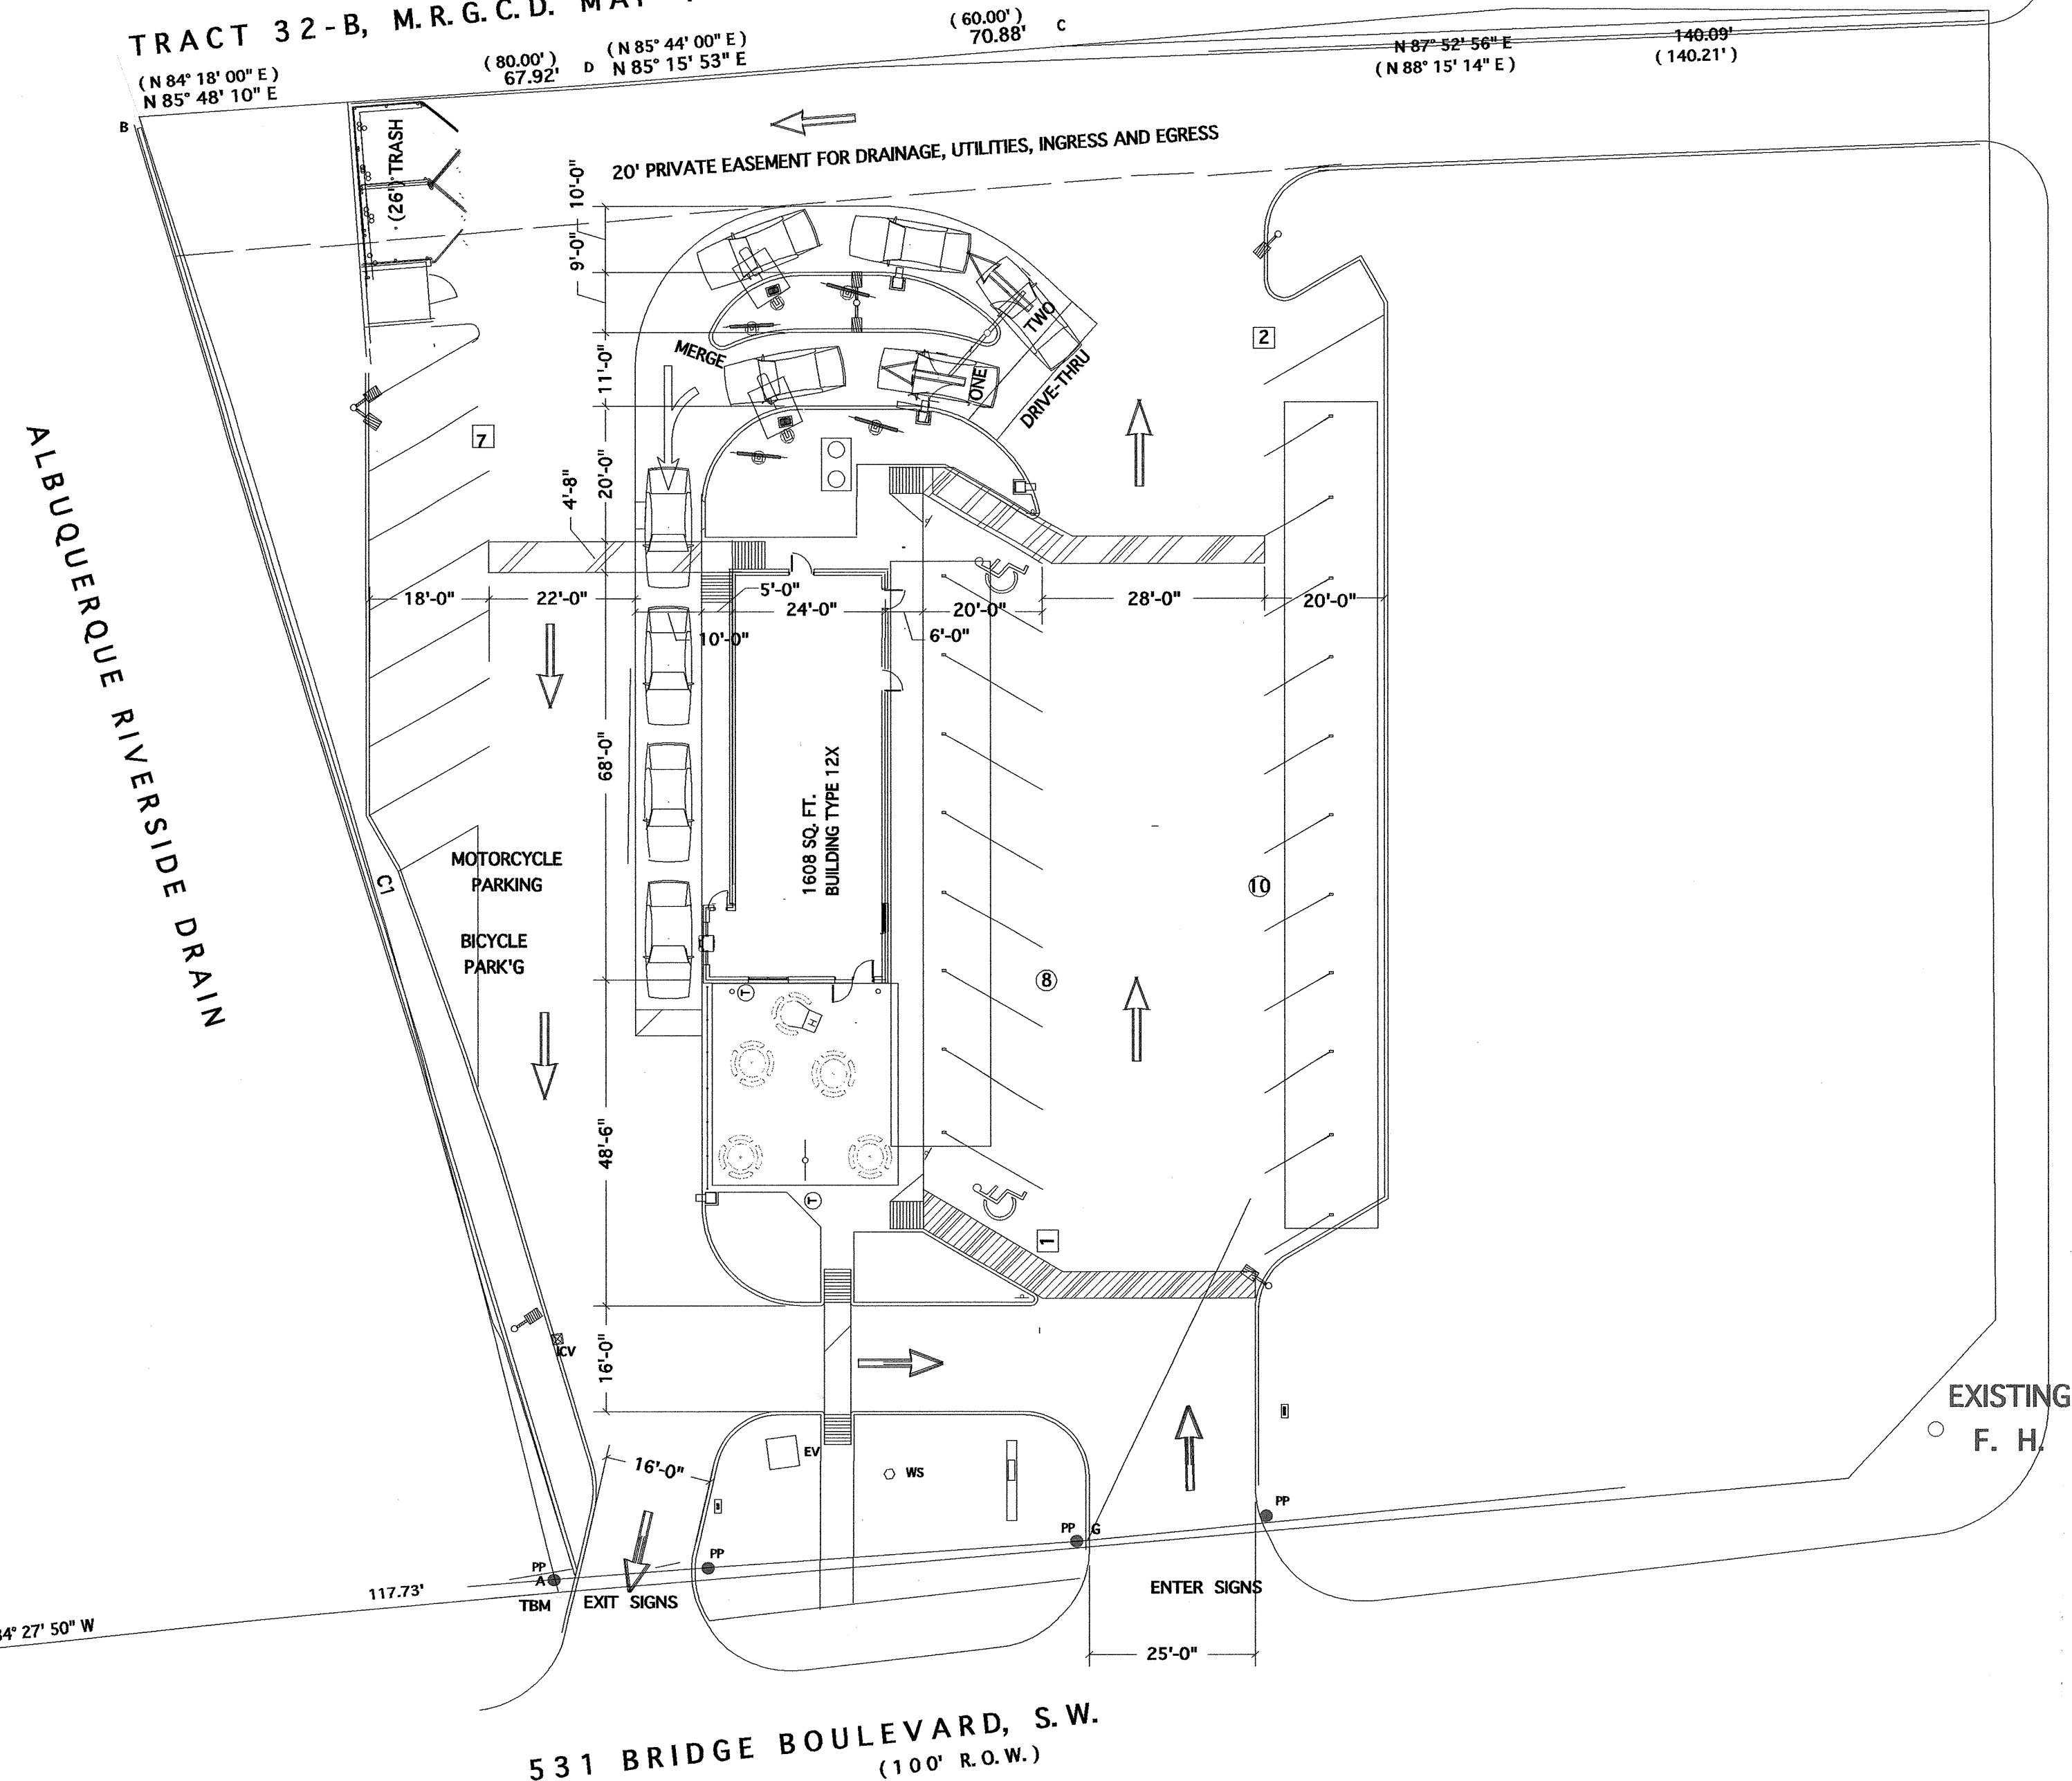 TRACT 32-B, M.R.G.C.D.
( N 84° 18' 00" E )
N 85° 48' 10" E
( 80.00' )
67.92'
D
( N 85° 44' 00" E )
N 85° 15' 53" E
( 60.00' )
70.88'
C
N 87° 52' 56" E
( N 88° 15' 14" E )
140.09'
( 140.21' )
B
(26') TRASH
20' PRIVATE EASEMENT FOR DRAINAGE, UTILITIES, INGRESS AND EGRESS
10'-0"
9'-0"
11'-0"
20'-0"
4'-8"
MERGE
TWO
ONE
DRIVE-THRU
2
7
ALBUQUERQUE RIVERSIDE DRAIN
18'-0"
22'-0"
5'-0"
24'-0"
20'-0"
28'-0"
20'-0"
10'-0"
6'-0"
68'-0"
1608 SQ. FT.
BUILDING TYPE 12X
C1
MOTORCYCLE
PARKING
BICYCLE
PARK'G
10
8
T
H
48'-6"
T
1
ICV
16'-0"
EXISTING
F. H.
EV
WS
16'-0"
PP
PP
G
PP
PP
A
TBM
117.73'
EXIT SIGNS
ENTER SIGNS
4° 27' 50" W
25'-0"
531 BRIDGE BOULEVARD, S.W.
(100' R.O.W.)